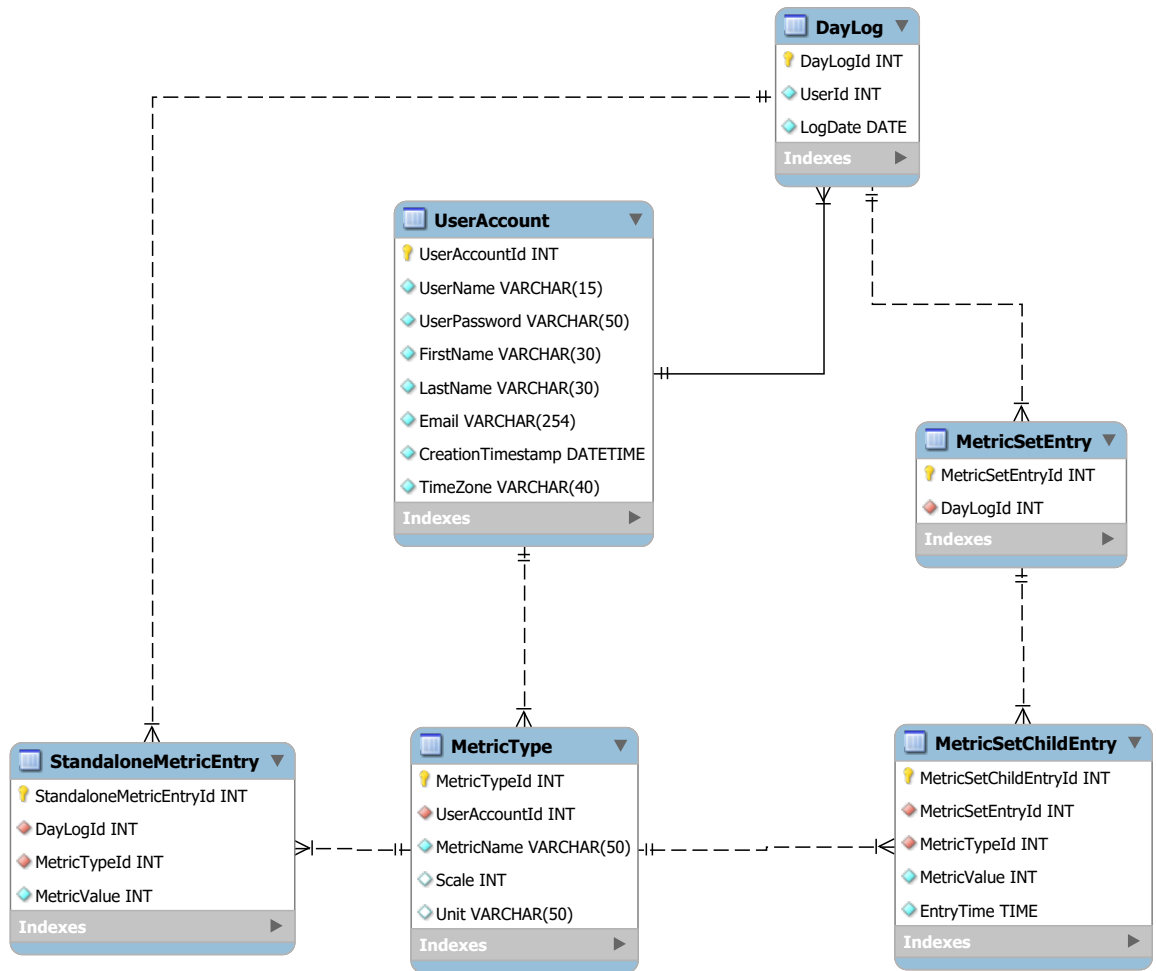 DayLog
DayLogId INT
UserId INT
LogDate DATE
Indexes
UserAccount
UserAccountId INT
UserName VARCHAR(15)
UserPassword VARCHAR(50)
FirstName VARCHAR(30)
LastName VARCHAR(30)
Email VARCHAR(254)
CreationTimestamp DATETIME
TimeZone VARCHAR(40)
Indexes
MetricSetEntry
MetricSetEntryId INT
DayLogId INT
Indexes
StandaloneMetricEntry
StandaloneMetricEntryId INT
DayLogId INT
MetricTypeId INT
MetricValue INT
Indexes
MetricType
MetricTypeId INT
UserAccountId INT
MetricName VARCHAR(50)
Scale INT
Unit VARCHAR(50)
Indexes
MetricSetChildEntry
MetricSetChildEntryId INT
MetricSetEntryId INT
MetricTypeId INT
MetricValue INT
EntryTime TIME
Indexes